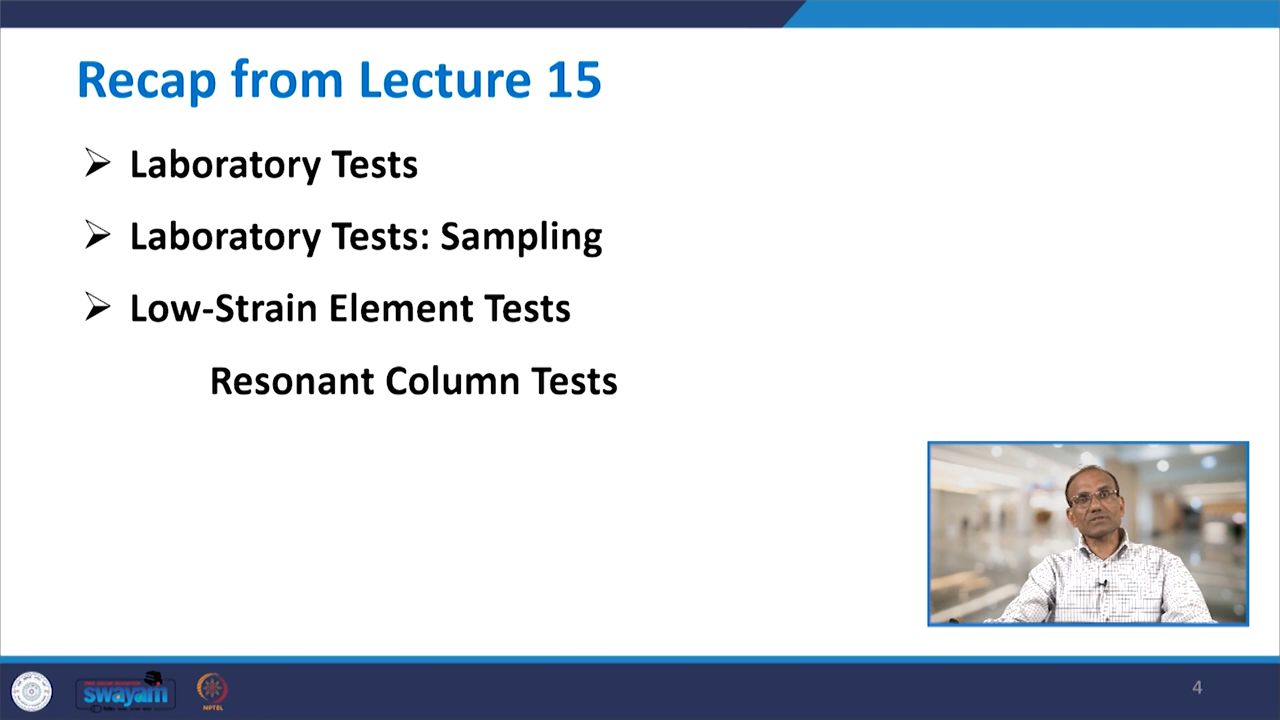 Recap from Lecture 15
Laboratory Tests
Laboratory Tests: Sampling
Low-Strain Element Tests
Resonant Column Tests
swayam
NPTEL
4